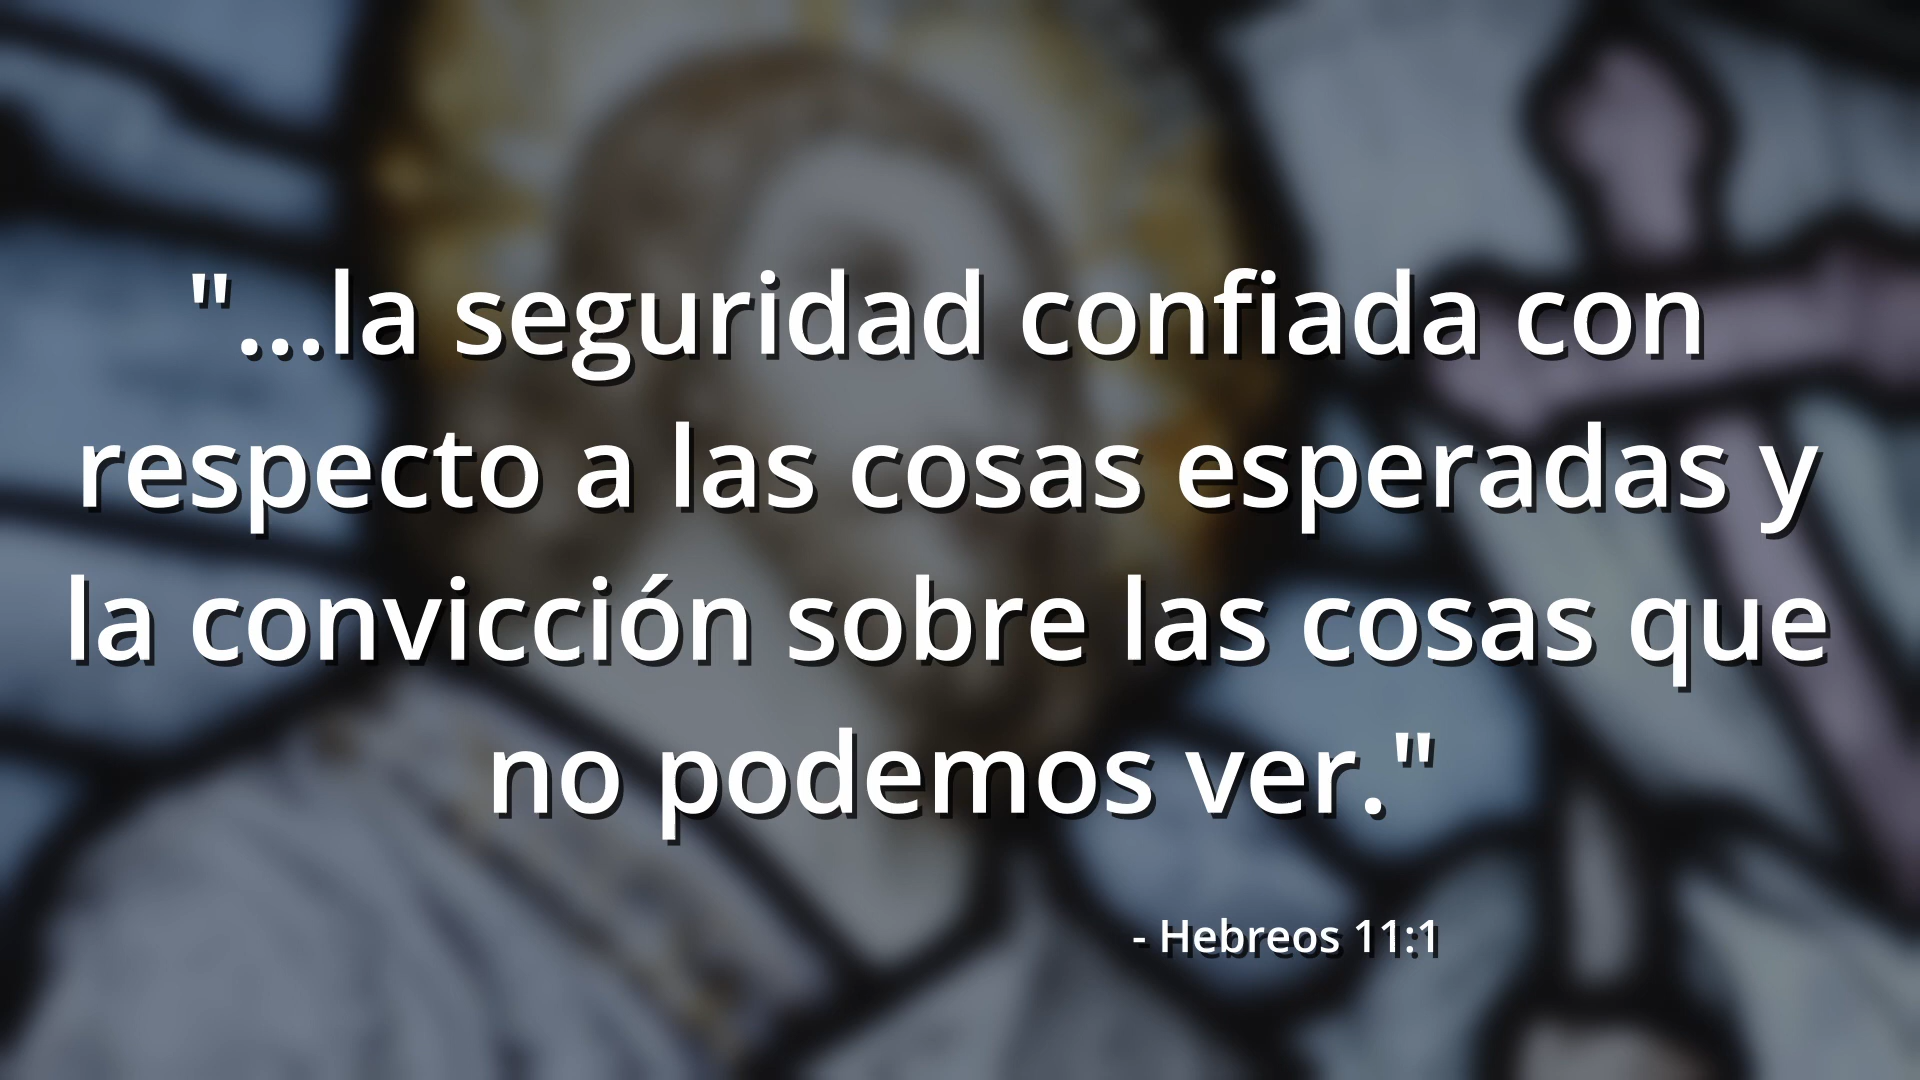 "...la seguridad confiada con
respecto a las cosas esperadas y
la convicción sobre las cosas que
no podemos ver."
- Hebreos 11:1